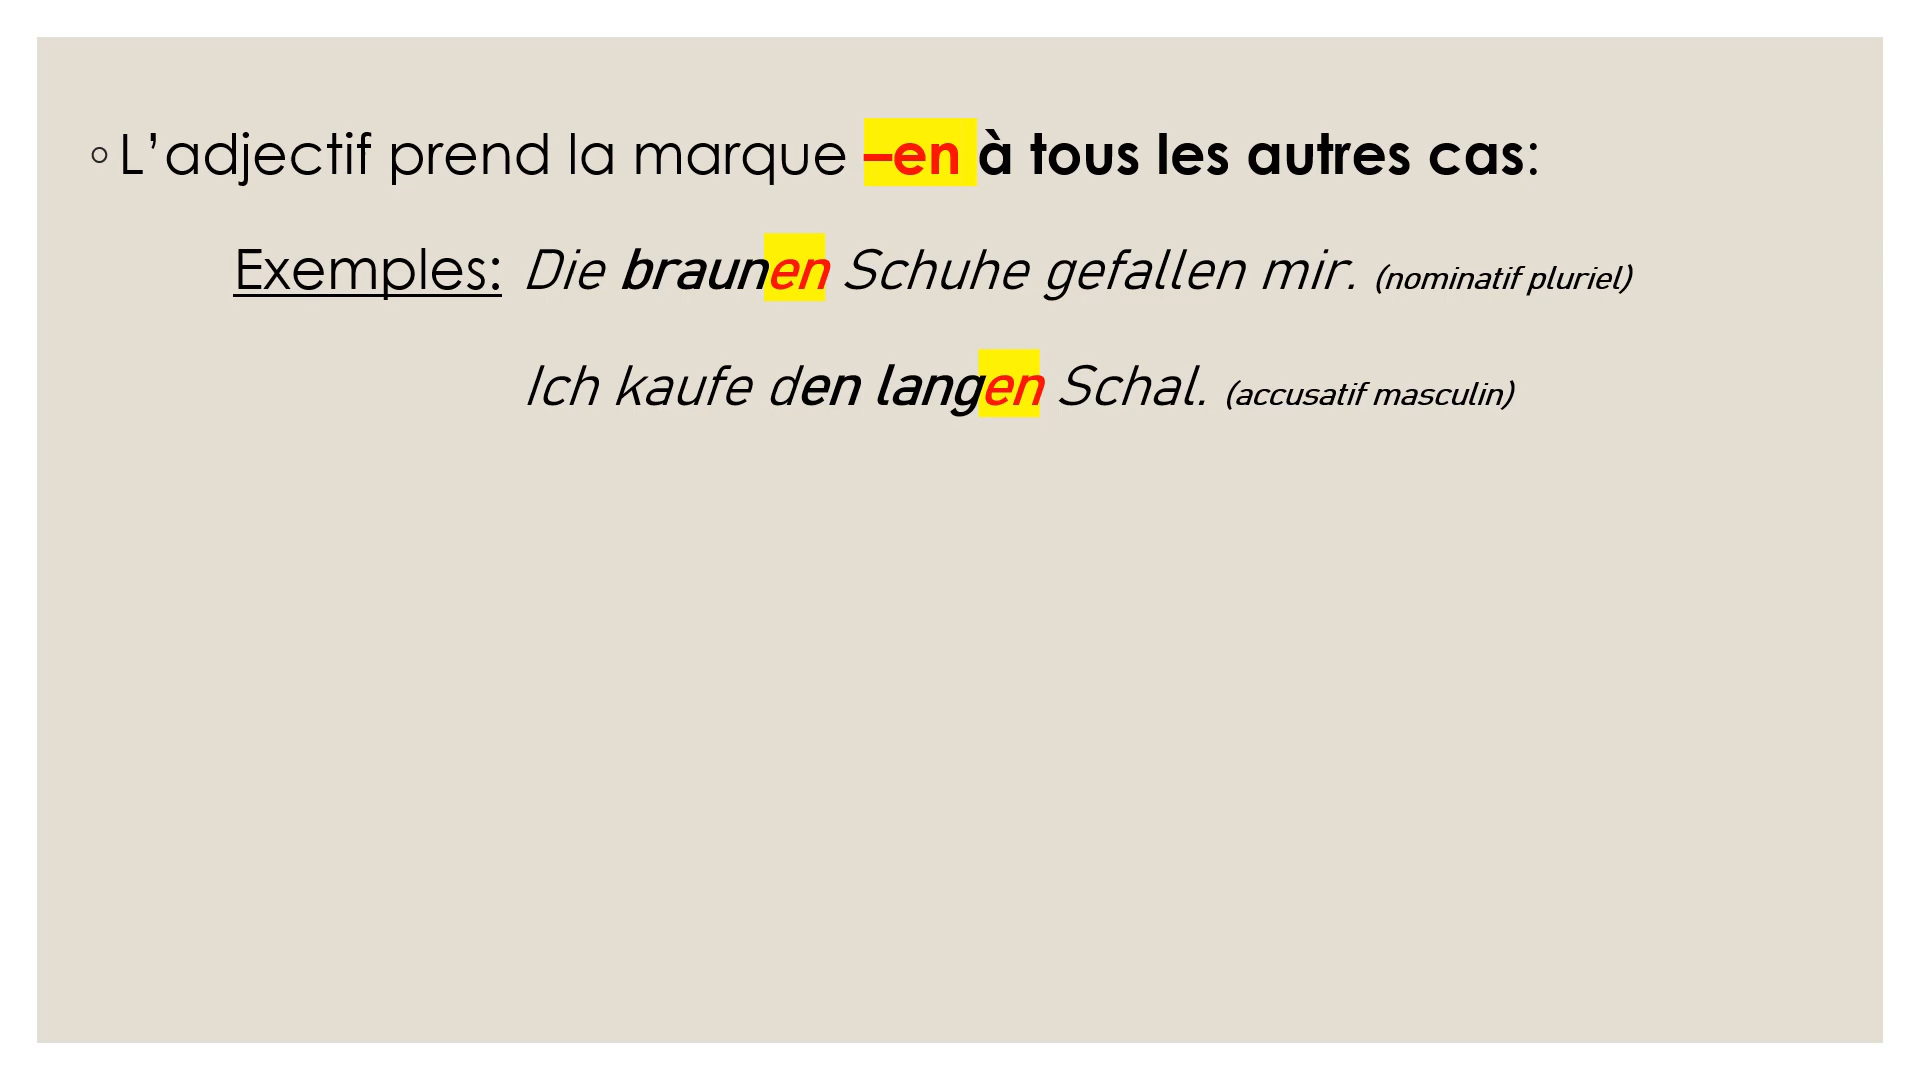 ◦L’adjectif prend la marque –en à tous les autres cas:
Exemples: Die braunen Schuhe gefallen mir. (nominatif pluriel)
Ich kaufe den langen Schal. (accusatif masculin)